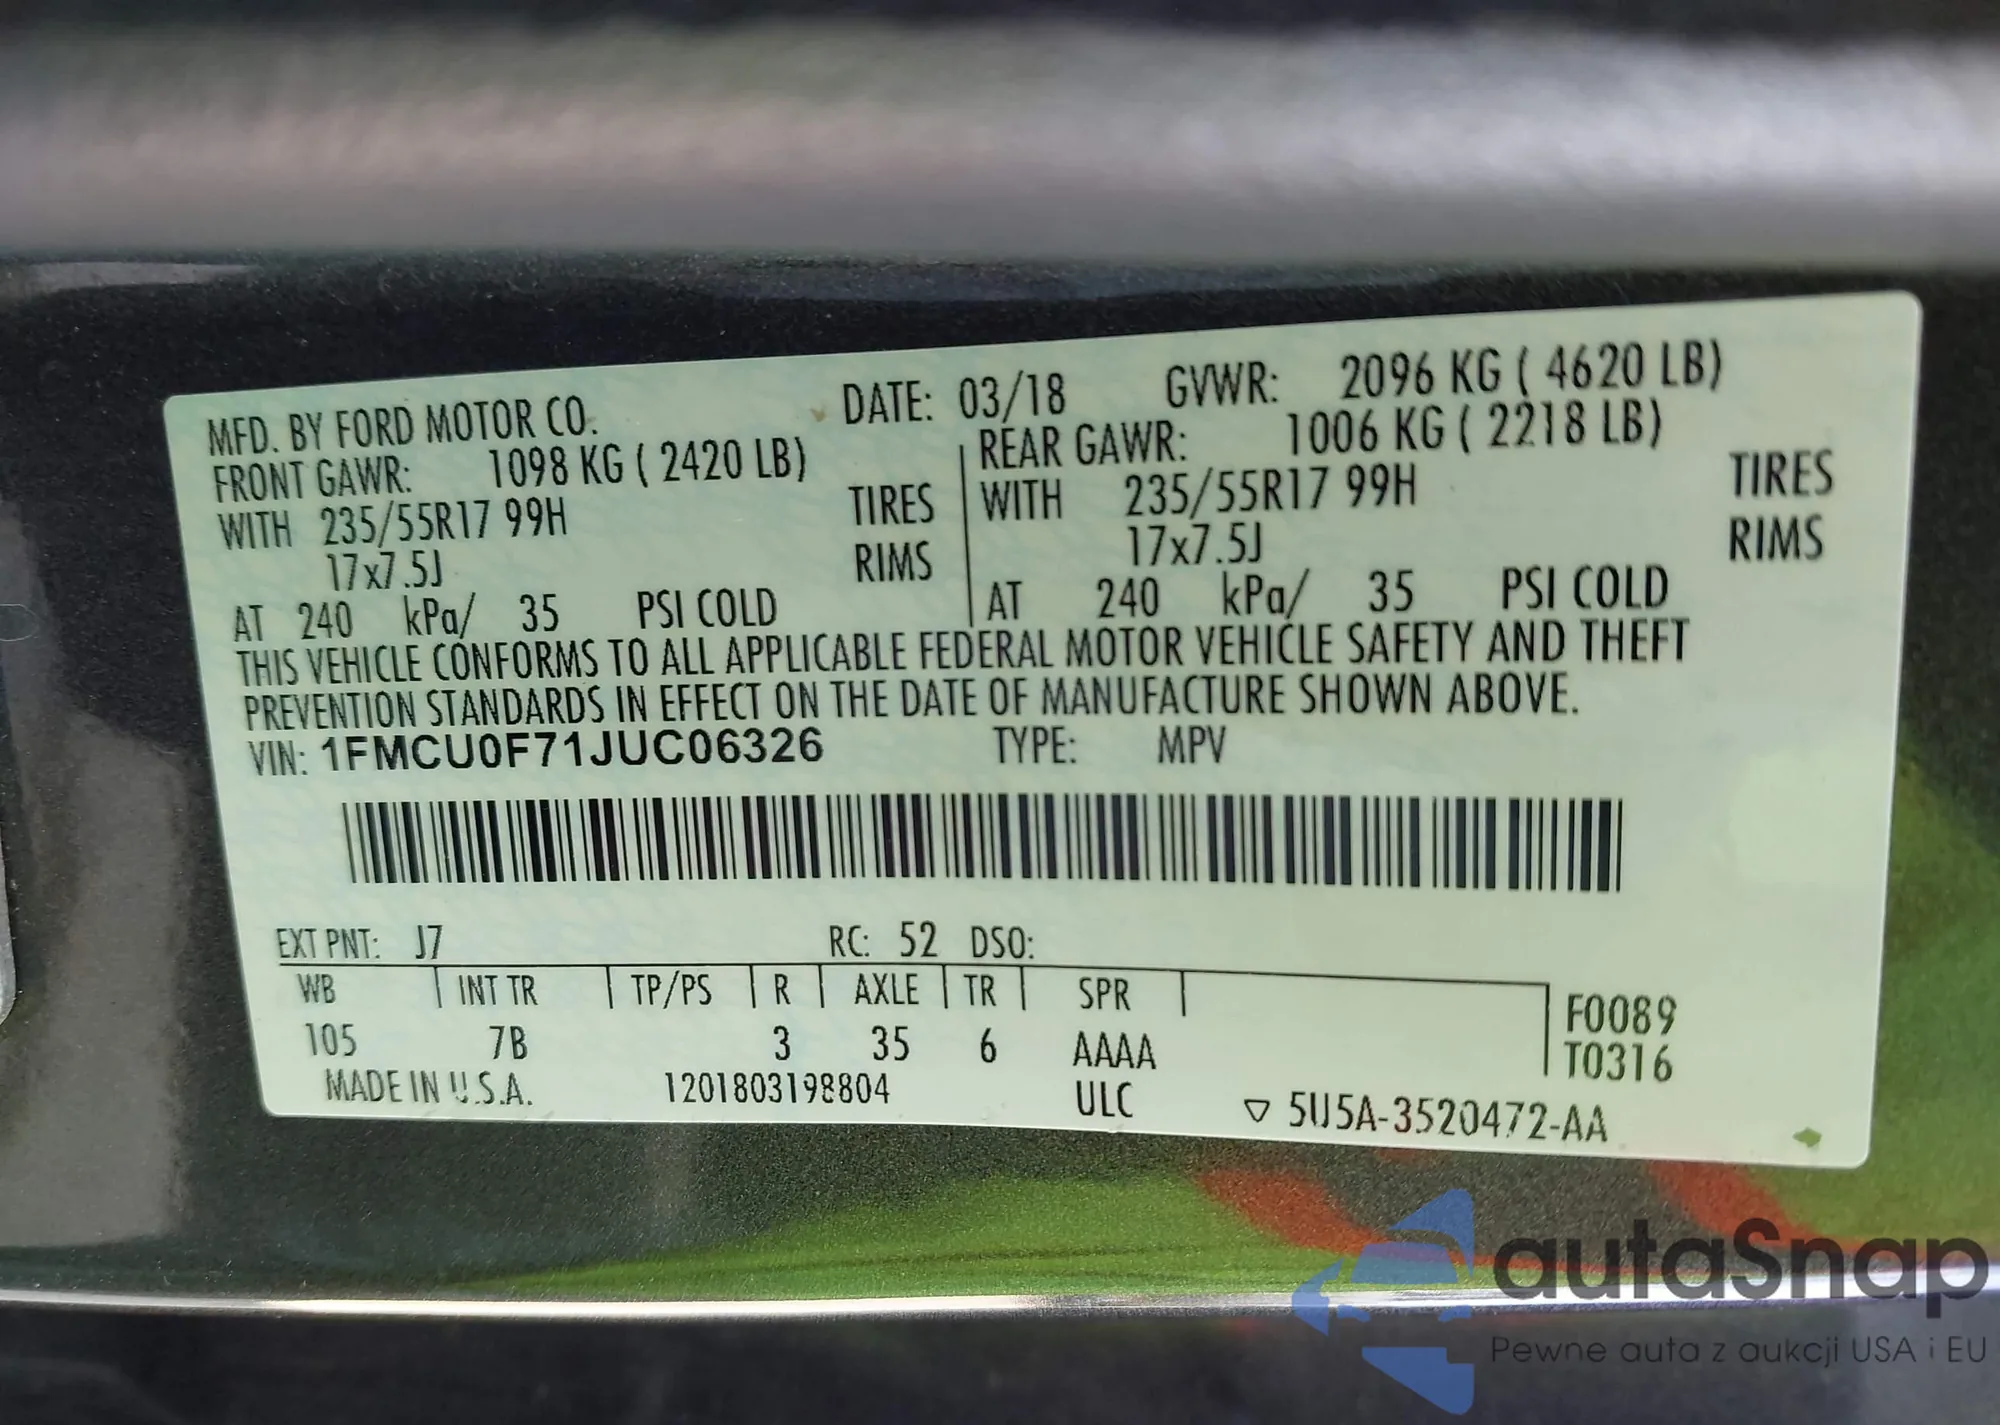 MFD. BY FORD MOTOR CO. DATE: 03/18 GVWR: 2096 KG ( 4620 LB)
FRONT GAWR: 1098 KG ( 2420 LB) REAR GAWR: 1006 KG ( 2218 LB)
WITH 235/55R17 99H TIRES WITH 235/55R17 99H TIRES
17x7.5J RIMS 17x7.5J RIMS
AT 240 kPa/ 35 PSI COLD AT 240 kPa/ 35 PSI COLD
THIS VEHICLE CONFORMS TO ALL APPLICABLE FEDERAL MOTOR VEHICLE SAFETY AND THEFT
PREVENTION STANDARDS IN EFFECT ON THE DATE OF MANUFACTURE SHOWN ABOVE.
VIN: 1FMCU0F71JUC06326 TYPE: MPV
EXT PNT: J7 RC: 52 DSO:
WB INT TR TP/PS R AXLE TR SPR F0089
105 7B 3 35 6 AAAA T0316
MADE IN U.S.A. 1201803198804 ULC ▽ 5U5A-3520472-AA
autaSnap
Pewne auta z aukcji USA i EU